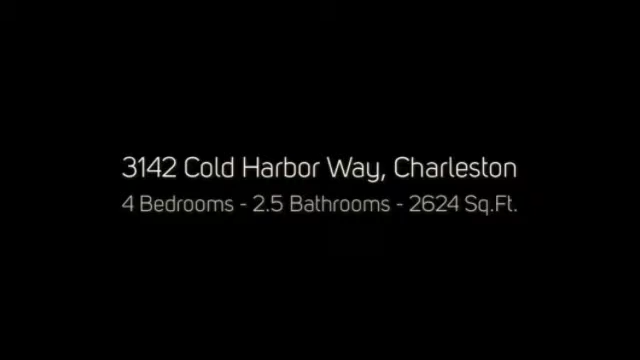 3142 Cold Harbor Way, Charleston
4 Bedrooms - 2.5 Bathrooms - 2624 Sq.Ft.